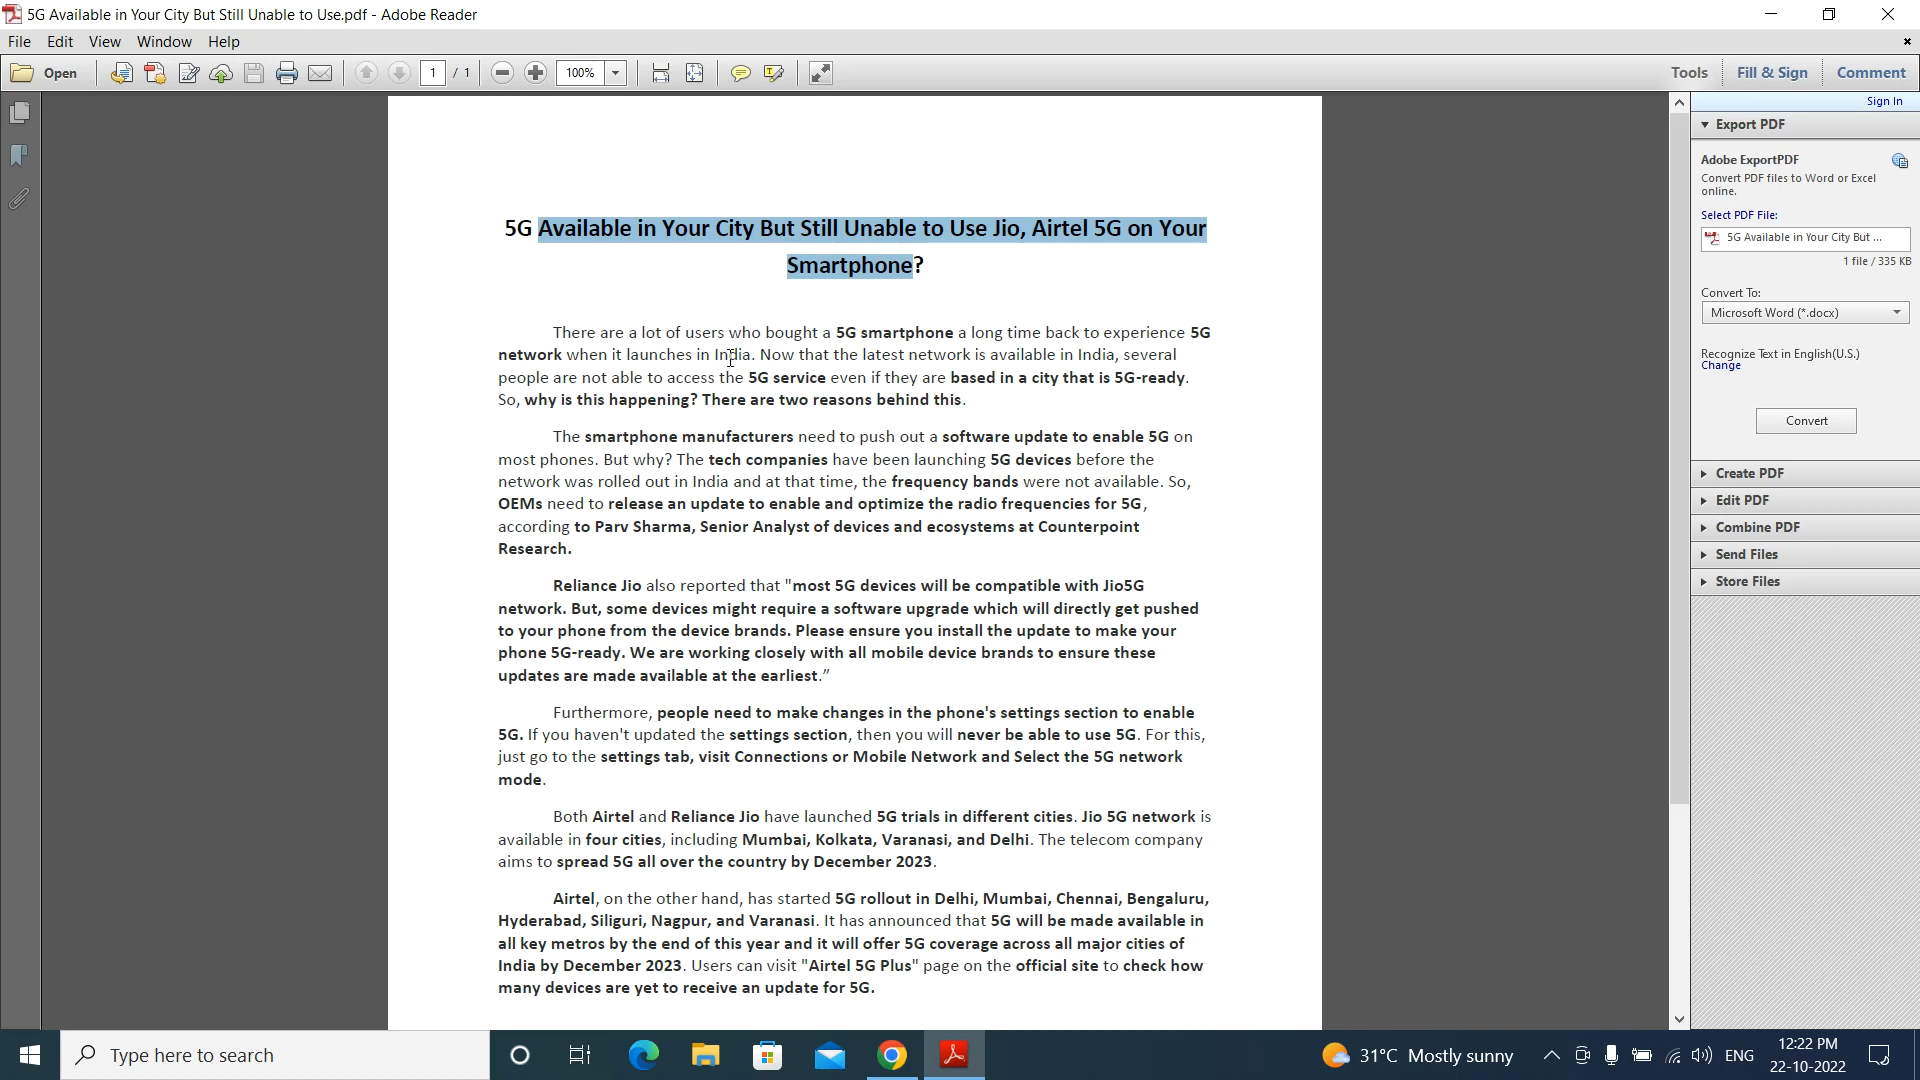 5G Available in Your City But Still Unable to Use.pdf - Adobe Reader
File Edit View Window Help
Open 1 / 1 100% Tools Fill & Sign Comment
Sign In
Export PDF
Adobe ExportPDF
Convert PDF files to Word or Excel
online.
Select PDF File:
5G Available in Your City But ...
1 file / 335 KB
Convert To:
Microsoft Word (*.docx)
Recognize Text in English(U.S.)
Change
Convert
Create PDF
Edit PDF
Combine PDF
Send Files
Store Files
5G Available in Your City But Still Unable to Use Jio, Airtel 5G on Your
Smartphone?
There are a lot of users who bought a 5G smartphone a long time back to experience 5G
network when it launches in India. Now that the latest network is available in India, several
people are not able to access the 5G service even if they are based in a city that is 5G-ready.
So, why is this happening? There are two reasons behind this.
The smartphone manufacturers need to push out a software update to enable 5G on
most phones. But why? The tech companies have been launching 5G devices before the
network was rolled out in India and at that time, the frequency bands were not available. So,
OEMs need to release an update to enable and optimize the radio frequencies for 5G,
according to Parv Sharma, Senior Analyst of devices and ecosystems at Counterpoint
Research.
Reliance Jio also reported that "most 5G devices will be compatible with Jio5G
network. But, some devices might require a software upgrade which will directly get pushed
to your phone from the device brands. Please ensure you install the update to make your
phone 5G-ready. We are working closely with all mobile device brands to ensure these
updates are made available at the earliest.”
Furthermore, people need to make changes in the phone's settings section to enable
5G. If you haven't updated the settings section, then you will never be able to use 5G. For this,
just go to the settings tab, visit Connections or Mobile Network and Select the 5G network
mode.
Both Airtel and Reliance Jio have launched 5G trials in different cities. Jio 5G network is
available in four cities, including Mumbai, Kolkata, Varanasi, and Delhi. The telecom company
aims to spread 5G all over the country by December 2023.
Airtel, on the other hand, has started 5G rollout in Delhi, Mumbai, Chennai, Bengaluru,
Hyderabad, Siliguri, Nagpur, and Varanasi. It has announced that 5G will be made available in
all key metros by the end of this year and it will offer 5G coverage across all major cities of
India by December 2023. Users can visit "Airtel 5G Plus" page on the official site to check how
many devices are yet to receive an update for 5G.
Type here to search
31°C Mostly sunny
ENG
12:22 PM
22-10-2022